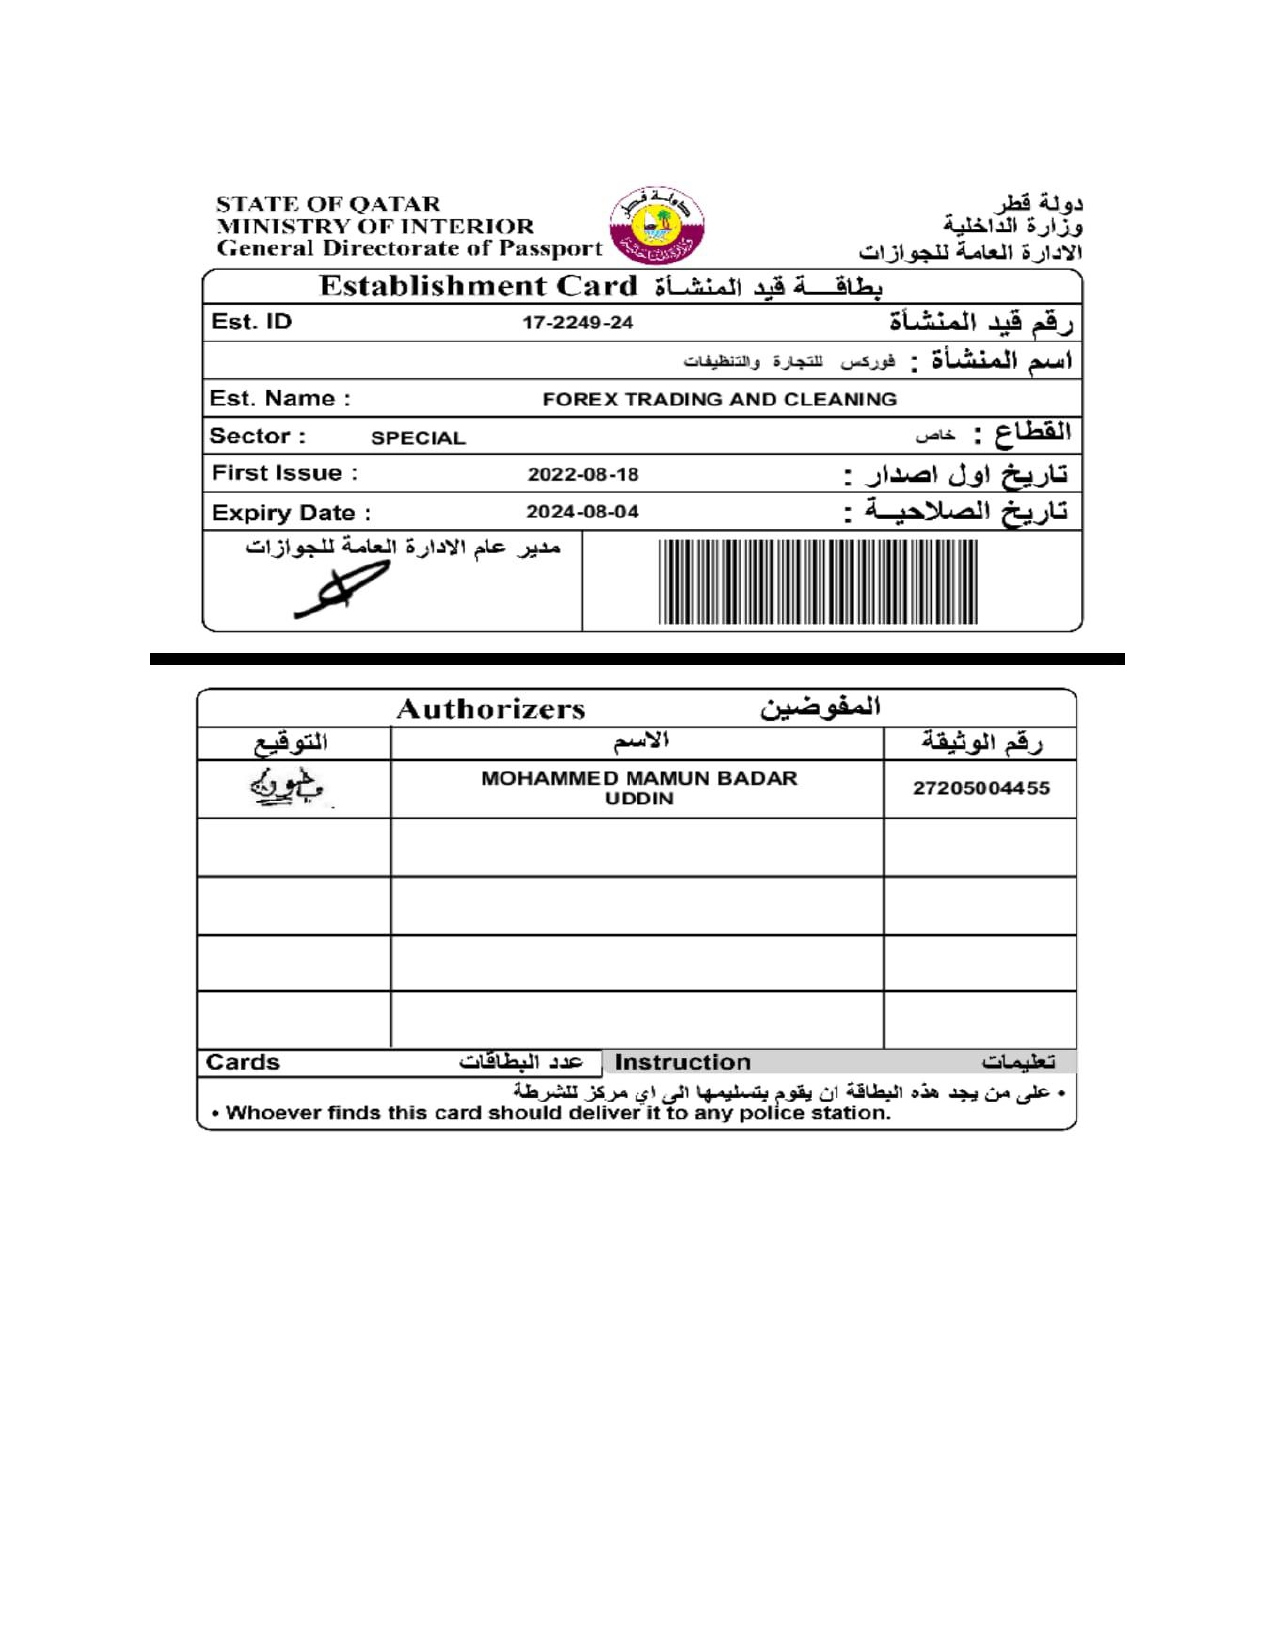 STATE OF QATAR
MINISTRY OF INTERIOR
General Directorate of Passport
دولة قطر
وزارة الداخلية
الادارة العامة للجوازات
دولة قطر
Establishment Card بطاقــــة قيد المنشــأة
Est. ID 17-2249-24 رقم قيد المنشأة
اسم المنشأة : فوركس للتجارة والتنظيفات
Est. Name : FOREX TRADING AND CLEANING
Sector : SPECIAL القطاع : خاص
First Issue : 2022-08-18 تاريخ اول اصدار :
Expiry Date : 2024-08-04 تاريخ الصلاحيــة :
مدير عام الادارة العامة للجوازات
Authorizers المفوضين
التوقيع الاسم رقم الوثيقة
MOHAMMED MAMUN BADAR
UDDIN
27205004455
Cards عدد البطاقات Instruction تعليمات
• على من يجد هذه البطاقة ان يقوم بتسليمها الى اي مركز للشرطة
• Whoever finds this card should deliver it to any police station.